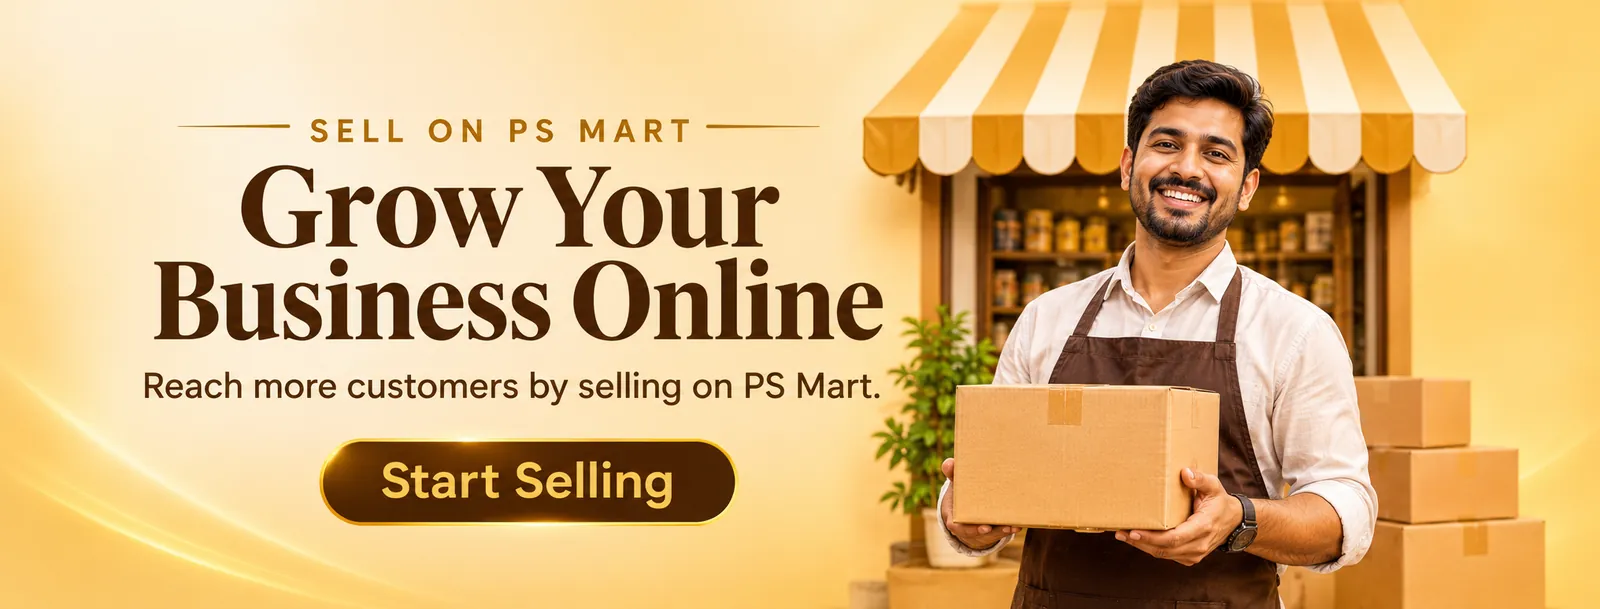 SELL ON PS MART
Grow Your
Business Online
Reach more customers by selling on PS Mart.
Start Selling